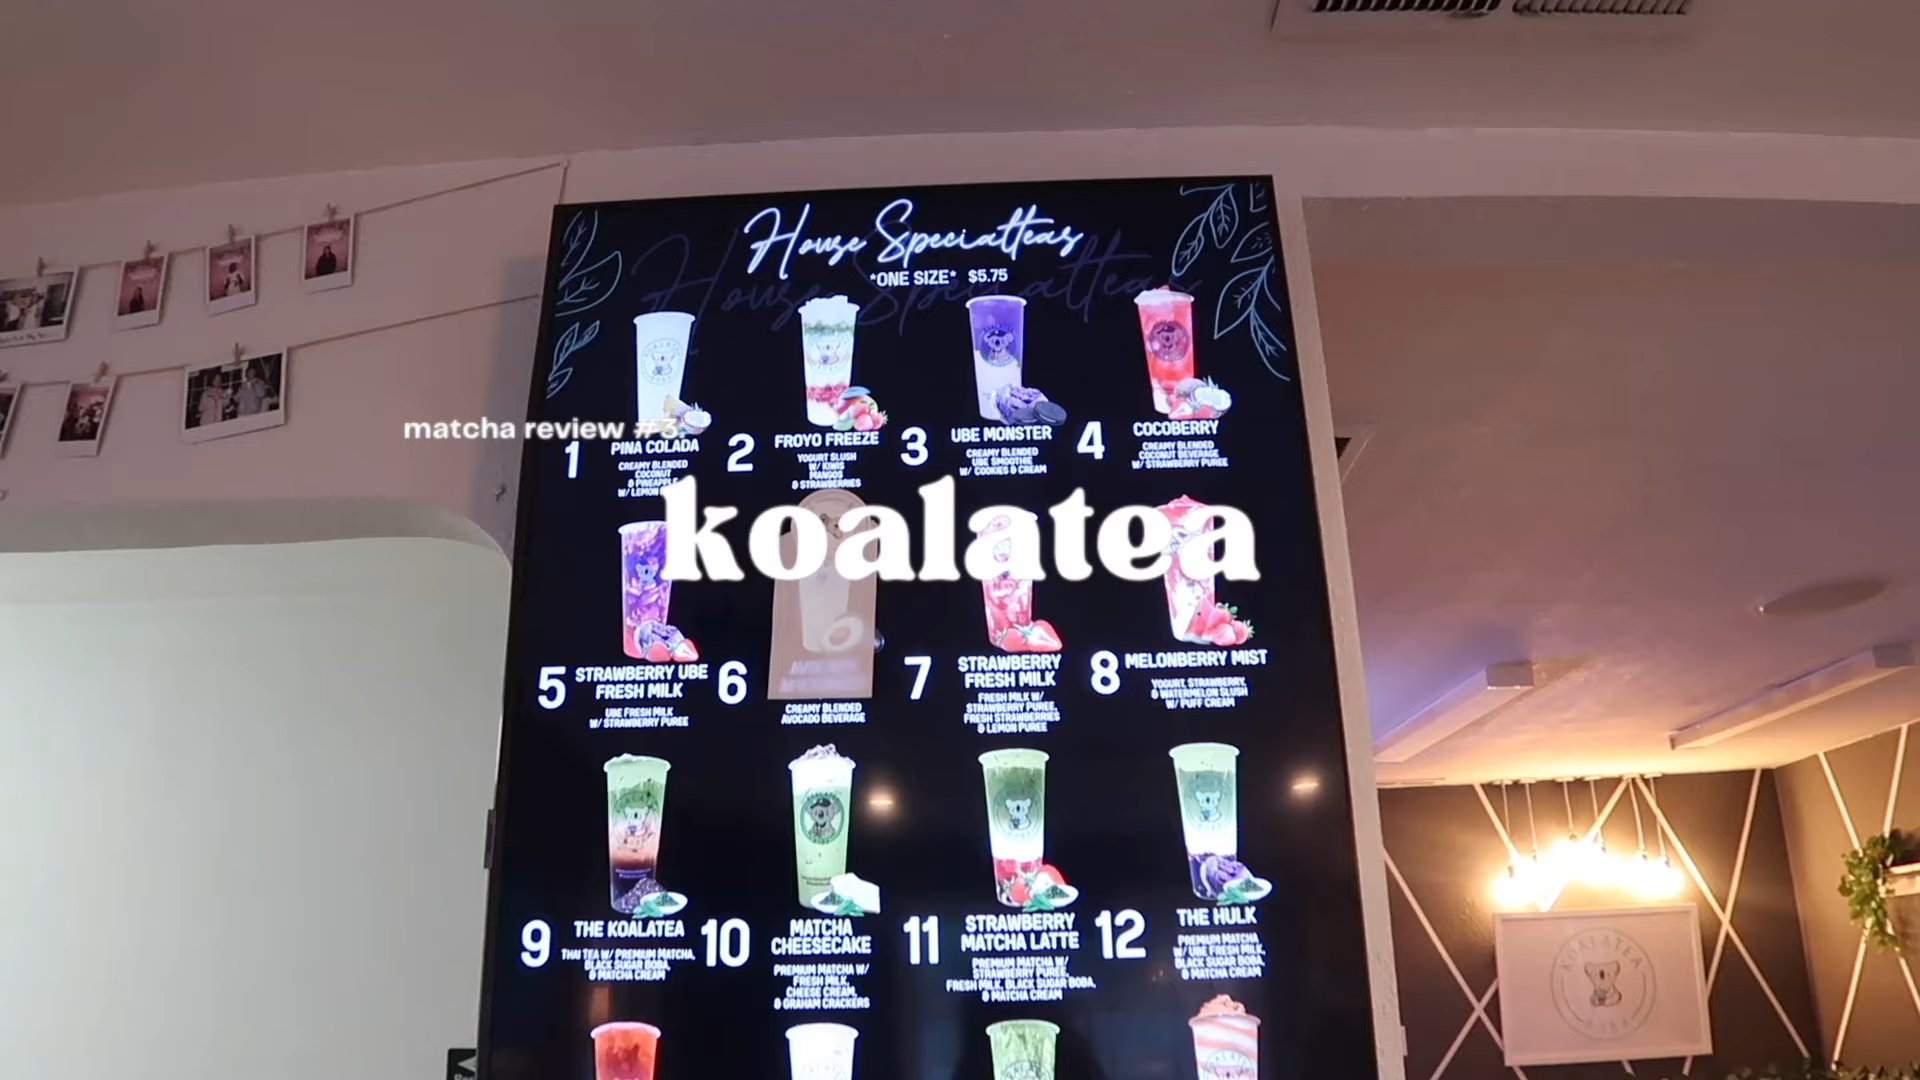 House Specialteas
*ONE SIZE* $5.75
matcha review #3:
1 PINA COLADA
CREAMY BLENDED
COCONUT
& PINEAPPLE
W/ LEMON
2 FROYO FREEZE
YOGURT SLUSH
W/ KIWIS
MANGOS
& STRAWBERRIES
3 UBE MONSTER
CREAMY BLENDED
UBE SMOOTHIE
W/ COOKIES & CREAM
4 COCOBERRY
CREAMY BLENDED
COCONUT BEVERAGE
W/ STRAWBERRY PUREE
koalatea
5 STRAWBERRY UBE
FRESH MILK
UBE FRESH MILK
W/ STRAWBERRY PUREE
6
CREAMY BLENDED
AVOCADO BEVERAGE
7 STRAWBERRY
FRESH MILK
FRESH MILK W/
STRAWBERRY PUREE,
FRESH STRAWBERRIES
& LEMON PUREE
8 MELONBERRY MIST
YOGURT, STRAWBERRY,
& WATERMELON SLUSH
W/ PUFF CREAM
9 THE KOALATEA
THAI TEA W/ PREMIUM MATCHA,
BLACK SUGAR BOBA,
& MATCHA CREAM
10 MATCHA
CHEESECAKE
PREMIUM MATCHA W/
FRESH MILK,
CHEESE CREAM,
& GRAHAM CRACKERS
11 STRAWBERRY
MATCHA LATTE
PREMIUM MATCHA W/
STRAWBERRY PUREE,
FRESH MILK, BLACK SUGAR BOBA,
& MATCHA CREAM
12 THE HULK
PREMIUM MATCHA
W/ UBE FRESH MILK,
BLACK SUGAR BOBA,
& MATCHA CREAM
KOALATEA
BOBA